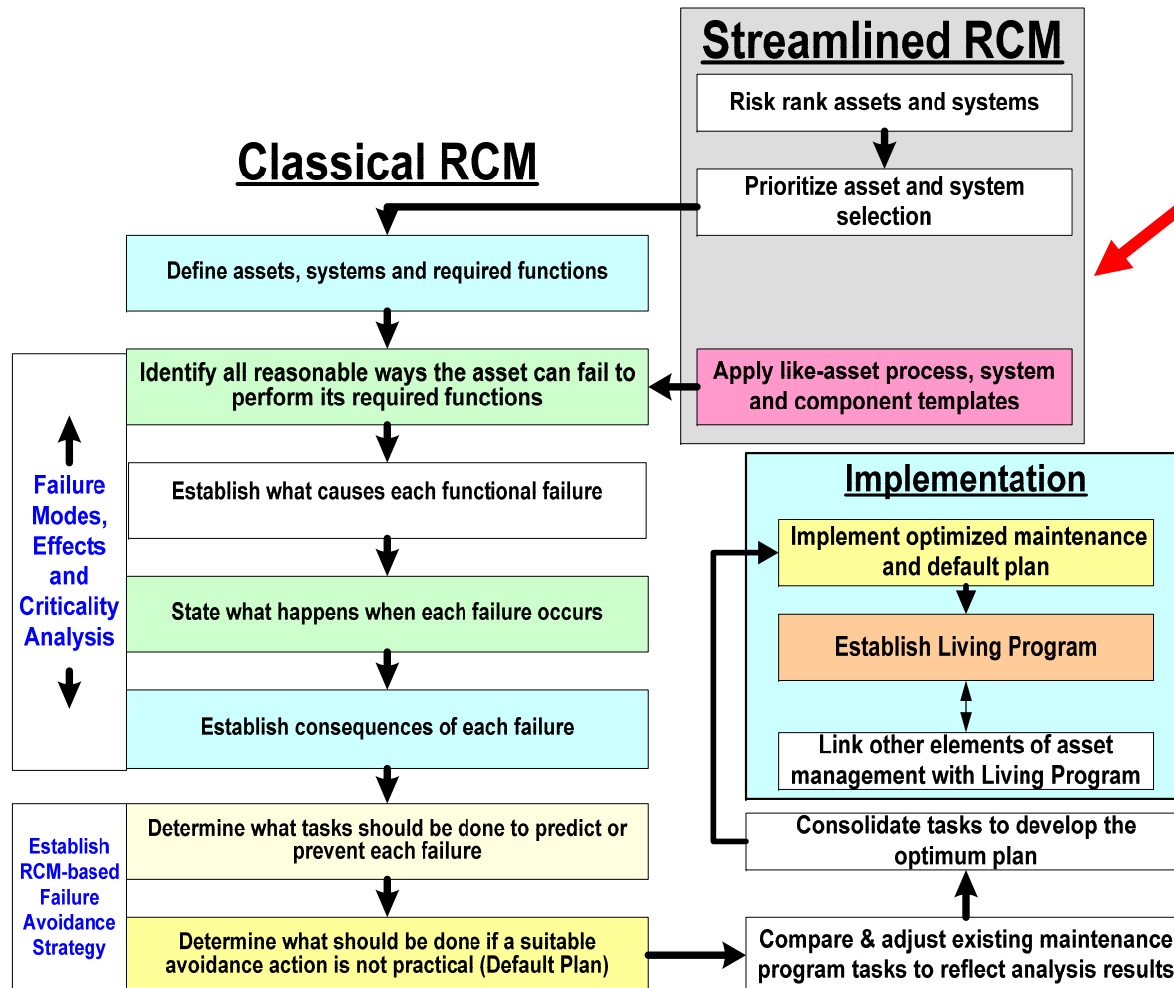 Streamlined RCM
Risk rank assets and systems
Prioritize asset and system
selection
Apply like-asset process, system
and component templates
Classical RCM
Define assets, systems and required functions
Identify all reasonable ways the asset can fail to
perform its required functions
Establish what causes each functional failure
State what happens when each failure occurs
Establish consequences of each failure
Determine what tasks should be done to predict or
prevent each failure
Determine what should be done if a suitable
avoidance action is not practical (Default Plan)
Failure
Modes,
Effects
and
Criticality
Analysis
Establish
RCM-based
Failure
Avoidance
Strategy
Implementation
Implement optimized maintenance
and default plan
Establish Living Program
Link other elements of asset
management with Living Program
Consolidate tasks to develop the
optimum plan
Compare & adjust existing maintenance
program tasks to reflect analysis results